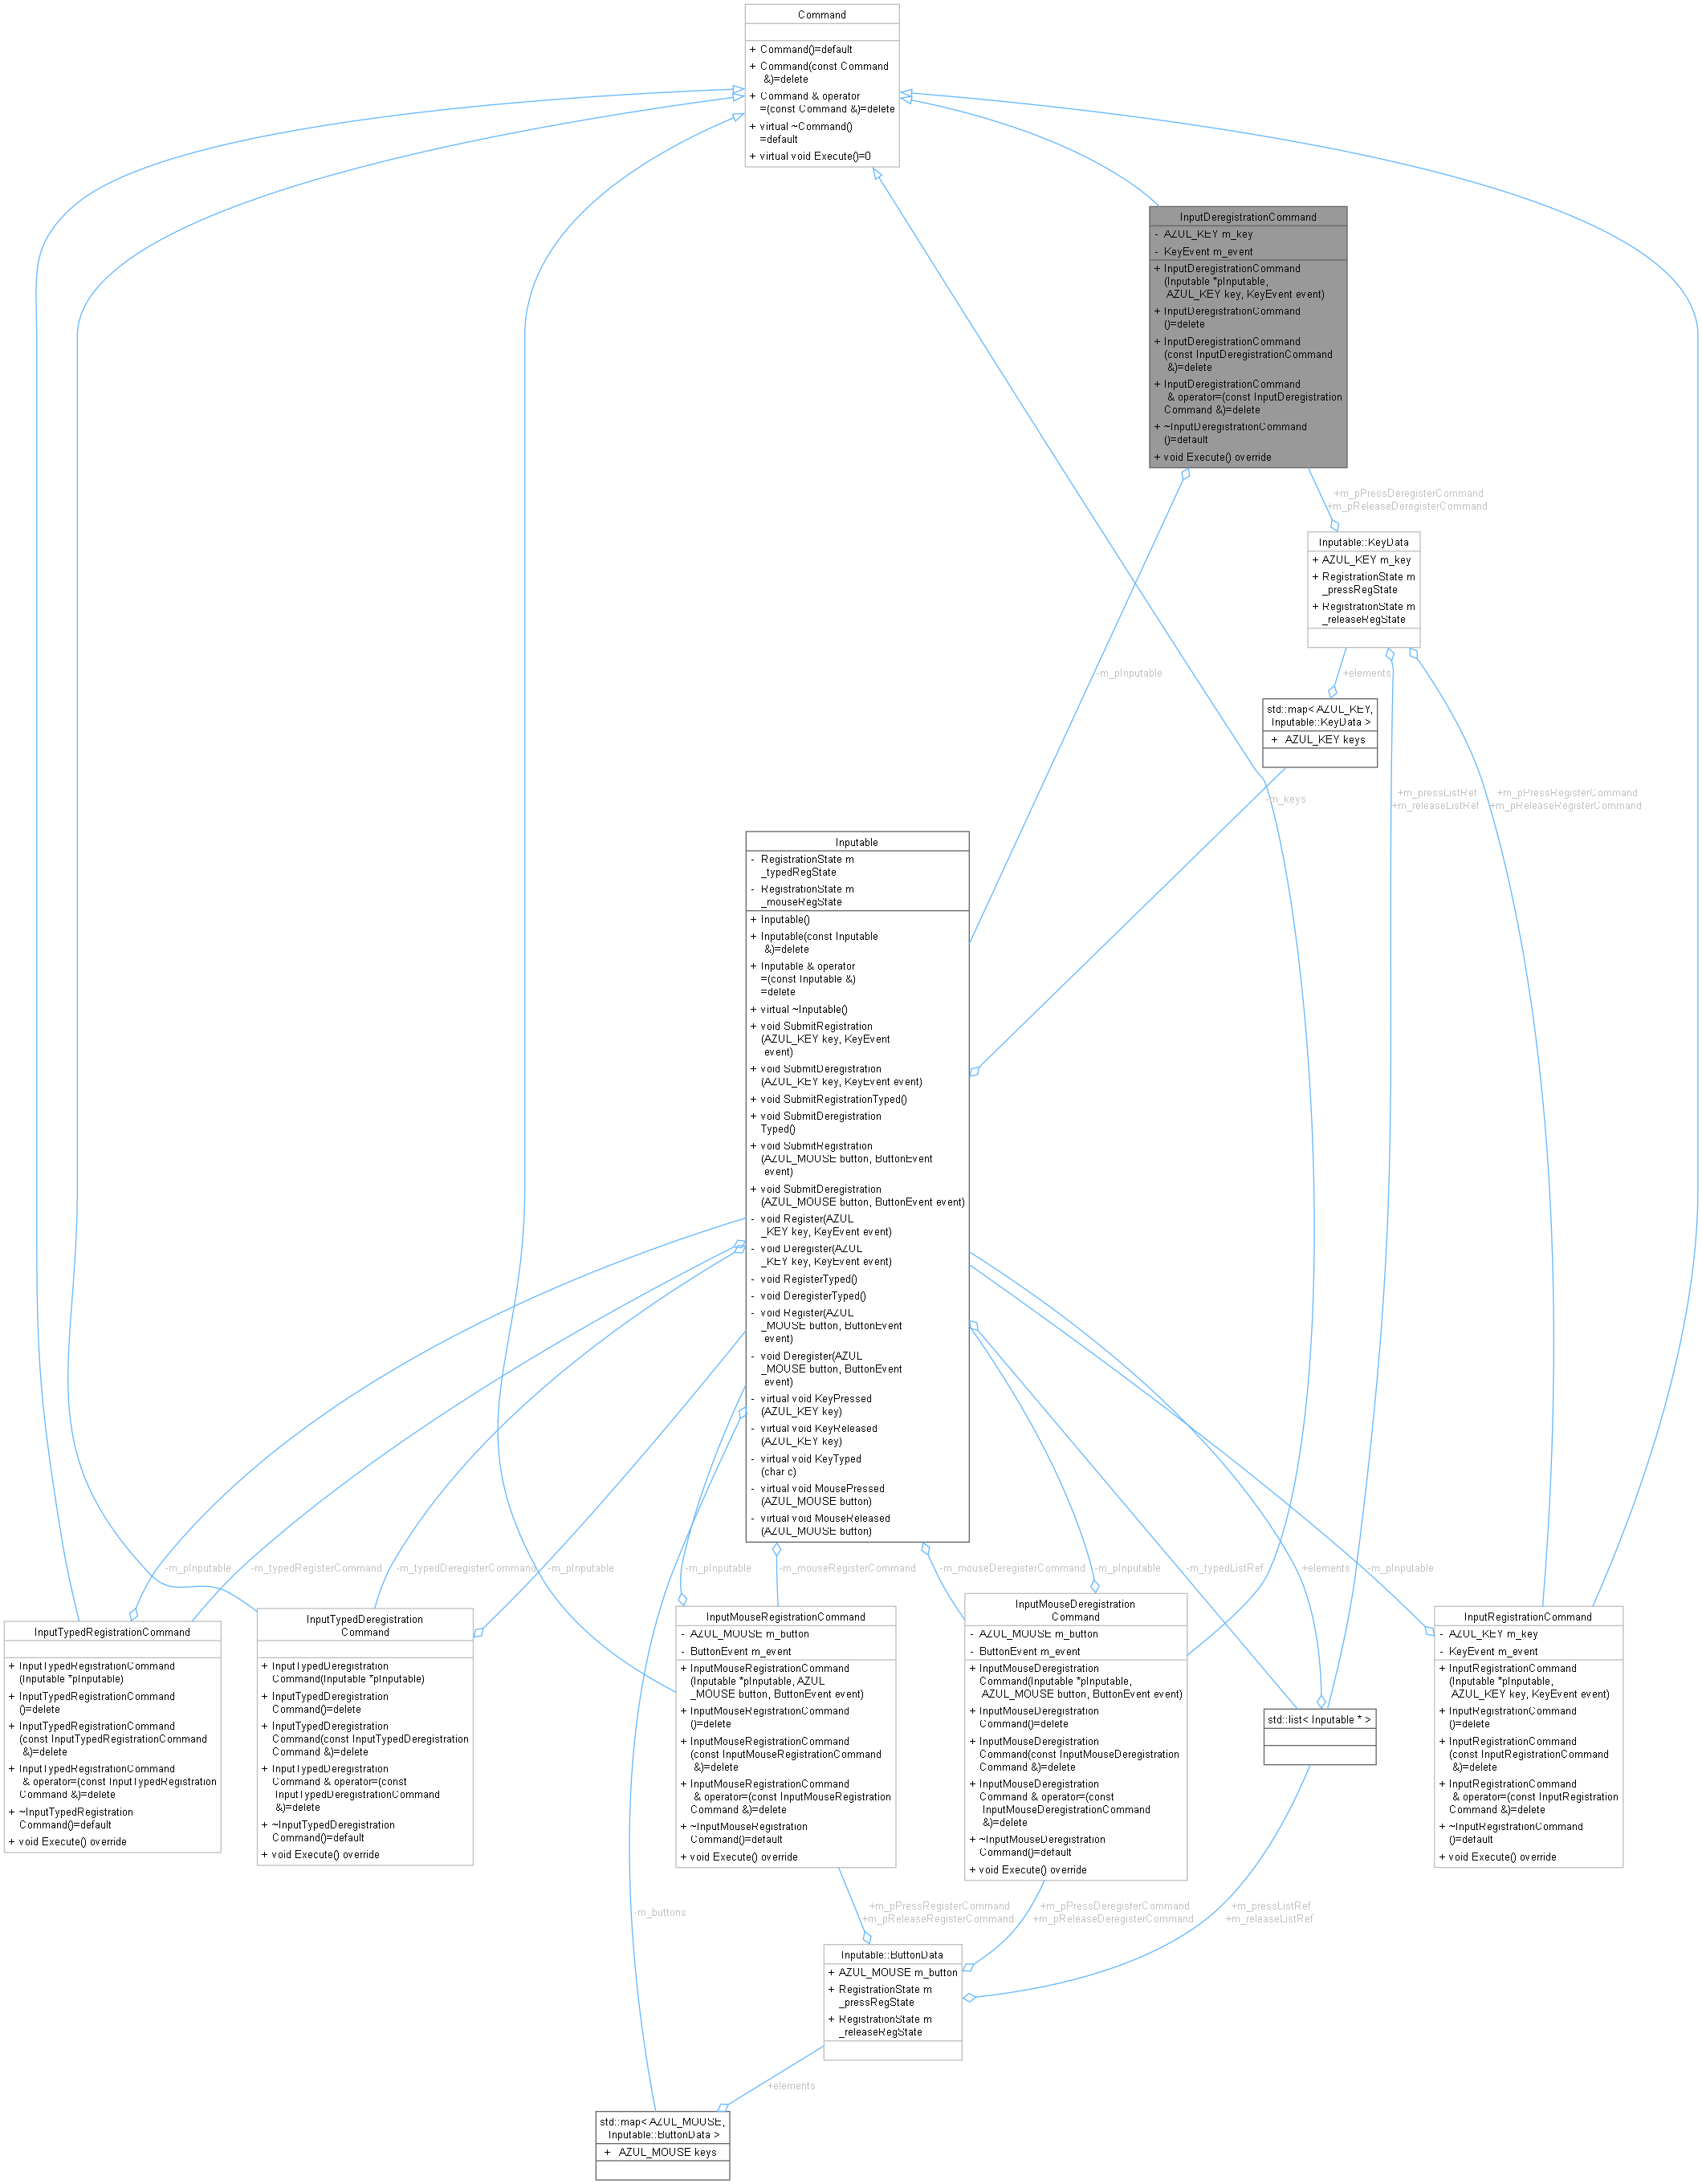 Command
+ Command()=default
+ Command(const Command
&)=delete
+ Command & operator
=(const Command &)=delete
+ virtual ~Command()
=default
+ virtual void Execute()=0
InputDeregistrationCommand
- AZUL_KEY m_key
- KeyEvent m_event
+ InputDeregistrationCommand
(Inputable *pInputable,
AZUL_KEY key, KeyEvent event)
+ InputDeregistrationCommand
()=delete
+ InputDeregistrationCommand
(const InputDeregistrationCommand
&)=delete
+ InputDeregistrationCommand
& operator=(const InputDeregistration
Command &)=delete
+ ~InputDeregistrationCommand
()=default
+ void Execute() override
+m_pPressDeregisterCommand
+m_pReleaseDeregisterCommand
Inputable::KeyData
+ AZUL_KEY m_key
+ RegistrationState m
_pressRegState
+ RegistrationState m
_releaseRegState
-m_pInputable
+elements
std::map< AZUL_KEY,
Inputable::KeyData >
+ AZUL_KEY keys
-m_keys
+m_pressListRef
+m_releaseListRef
+m_pPressRegisterCommand
+m_pReleaseRegisterCommand
Inputable
- RegistrationState m
_typedRegState
- RegistrationState m
_mouseRegState
+ Inputable()
+ Inputable(const Inputable
&)=delete
+ Inputable & operator
=(const Inputable &)
=delete
+ virtual ~Inputable()
+ void SubmitRegistration
(AZUL_KEY key, KeyEvent
event)
+ void SubmitDeregistration
(AZUL_KEY key, KeyEvent event)
+ void SubmitRegistrationTyped()
+ void SubmitDeregistration
Typed()
+ void SubmitRegistration
(AZUL_MOUSE button, ButtonEvent
event)
+ void SubmitDeregistration
(AZUL_MOUSE button, ButtonEvent event)
- void Register(AZUL
_KEY key, KeyEvent event)
- void Deregister(AZUL
_KEY key, KeyEvent event)
- void RegisterTyped()
- void DeregisterTyped()
- void Register(AZUL
_MOUSE button, ButtonEvent
event)
- void Deregister(AZUL
_MOUSE button, ButtonEvent
event)
- virtual void KeyPressed
(AZUL_KEY key)
- virtual void KeyReleased
(AZUL_KEY key)
- virtual void KeyTyped
(char c)
- virtual void MousePressed
(AZUL_MOUSE button)
- virtual void MouseReleased
(AZUL_MOUSE button)
-m_pInputable
-m_typedRegisterCommand
-m_typedDeregisterCommand
-m_pInputable
-m_pInputable
-m_mouseRegisterCommand
-m_mouseDeregisterCommand
-m_pInputable
-m_typedListRef
+elements
-m_pInputable
InputTypedRegistrationCommand
+ InputTypedRegistrationCommand
(Inputable *pInputable)
+ InputTypedRegistrationCommand
()=delete
+ InputTypedRegistrationCommand
(const InputTypedRegistrationCommand
&)=delete
+ InputTypedRegistrationCommand
& operator=(const InputTypedRegistration
Command &)=delete
+ ~InputTypedRegistration
Command()=default
+ void Execute() override
InputTypedDeregistration
Command
+ InputTypedDeregistration
Command(Inputable *pInputable)
+ InputTypedDeregistration
Command()=delete
+ InputTypedDeregistration
Command(const InputTypedDeregistration
Command &)=delete
+ InputTypedDeregistration
Command & operator=(const
InputTypedDeregistrationCommand
&)=delete
+ ~InputTypedDeregistration
Command()=default
+ void Execute() override
InputMouseRegistrationCommand
- AZUL_MOUSE m_button
- ButtonEvent m_event
+ InputMouseRegistrationCommand
(Inputable *pInputable, AZUL
_MOUSE button, ButtonEvent event)
+ InputMouseRegistrationCommand
()=delete
+ InputMouseRegistrationCommand
(const InputMouseRegistrationCommand
&)=delete
+ InputMouseRegistrationCommand
& operator=(const InputMouseRegistration
Command &)=delete
+ ~InputMouseRegistration
Command()=default
+ void Execute() override
InputMouseDeregistration
Command
- AZUL_MOUSE m_button
- ButtonEvent m_event
+ InputMouseDeregistration
Command(Inputable *pInputable,
AZUL_MOUSE button, ButtonEvent event)
+ InputMouseDeregistration
Command()=delete
+ InputMouseDeregistration
Command(const InputMouseDeregistration
Command &)=delete
+ InputMouseDeregistration
Command & operator=(const
InputMouseDeregistrationCommand
&)=delete
+ ~InputMouseDeregistration
Command()=default
+ void Execute() override
std::list< Inputable * >
InputRegistrationCommand
- AZUL_KEY m_key
- KeyEvent m_event
+ InputRegistrationCommand
(Inputable *pInputable,
AZUL_KEY key, KeyEvent event)
+ InputRegistrationCommand
()=delete
+ InputRegistrationCommand
(const InputRegistrationCommand
&)=delete
+ InputRegistrationCommand
& operator=(const InputRegistration
Command &)=delete
+ ~InputRegistrationCommand
()=default
+ void Execute() override
-m_buttons
+m_pPressRegisterCommand
+m_pReleaseRegisterCommand
+m_pPressDeregisterCommand
+m_pReleaseDeregisterCommand
+m_pressListRef
+m_releaseListRef
Inputable::ButtonData
+ AZUL_MOUSE m_button
+ RegistrationState m
_pressRegState
+ RegistrationState m
_releaseRegState
+elements
std::map< AZUL_MOUSE,
Inputable::ButtonData >
+ AZUL_MOUSE keys